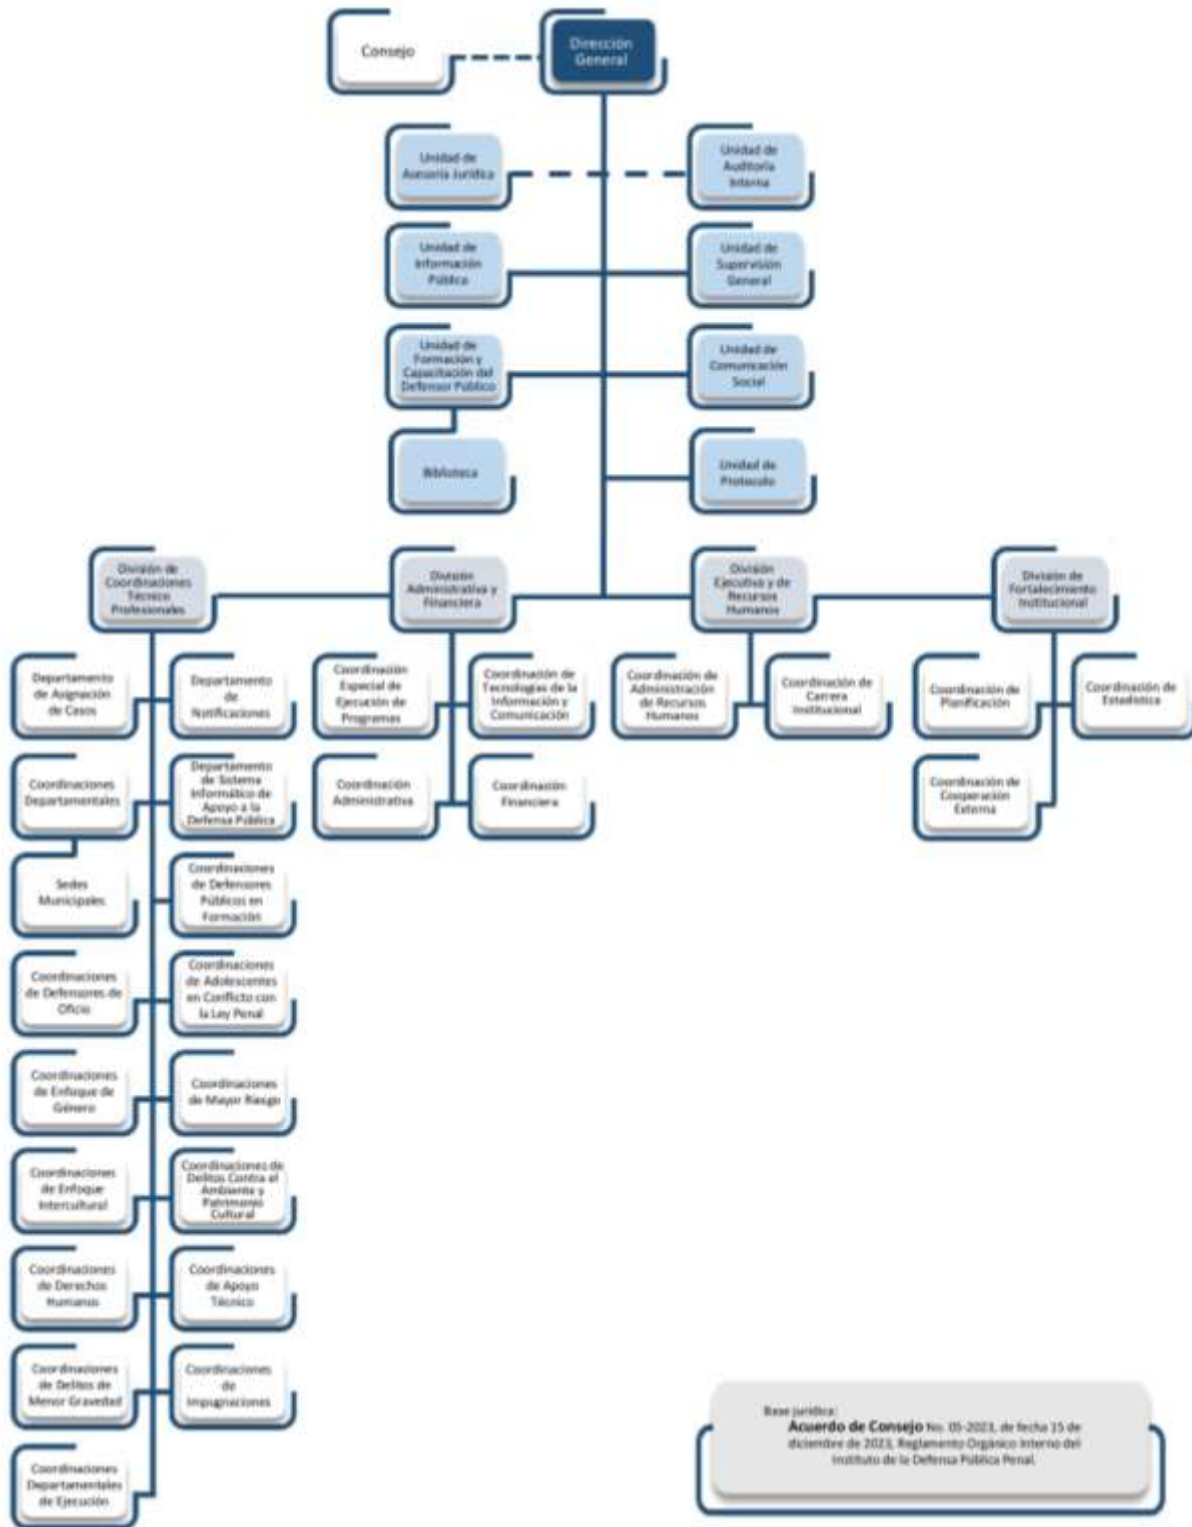 Consejo
Dirección
General
Unidad de
Asesoría Jurídica
Unidad de
Auditoría
Interna
Unidad de
Información
Pública
Unidad de
Supervisión
General
Unidad de
Formación y
Capacitación del
Defensor Público
Unidad de
Comunicación
Social
Biblioteca
Unidad de
Protocolo
División de
Coordinaciones
Técnico
Profesionales
División
Administrativa y
Financiera
División
Ejecutiva y de
Recursos
Humanos
División de
Fortalecimiento
Institucional
Departamento
de Asignación
de Casos
Departamento
de
Notificaciones
Coordinación
Especial de
Ejecución de
Programas
Coordinación de
Tecnologías de la
Información y
Comunicación
Coordinación de
Administración
de Recursos
Humanos
Coordinación de
Carrera
Institucional
Coordinación de
Planificación
Coordinación de
Estadística
Coordinaciones
Departamentales
Departamento
de Sistema
Informático de
Apoyo a la
Defensa Pública
Coordinación
Administrativa
Coordinación
Financiera
Coordinación de
Cooperación
Externa
Sedes
Municipales
Coordinaciones
de Defensores
Públicos en
Formación
Coordinaciones
de Defensores de
Oficio
Coordinaciones
de Adolescentes
en Conflicto con
la Ley Penal
Coordinaciones
de Enfoque de
Género
Coordinaciones
de Mayor Riesgo
Coordinaciones
de Enfoque
Intercultural
Coordinaciones de
Delitos Contra el
Ambiente y
Patrimonio
Cultural
Coordinaciones
de Derechos
Humanos
Coordinaciones
de Apoyo
Técnico
Coordinaciones
de Delitos de
Menor Gravedad
Coordinaciones
de
Impugnaciones
Coordinaciones
Departamentales
de Ejecución
Base jurídica:
Acuerdo de Consejo No. 05-2023, de fecha 15 de
diciembre de 2023, Reglamento Orgánico Interno del
Instituto de la Defensa Pública Penal.